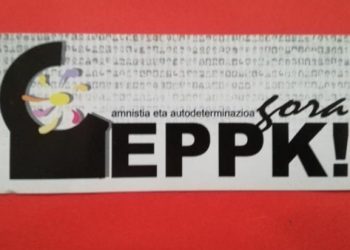 gora
amnistia eta autodeterminazioa
EPPK!